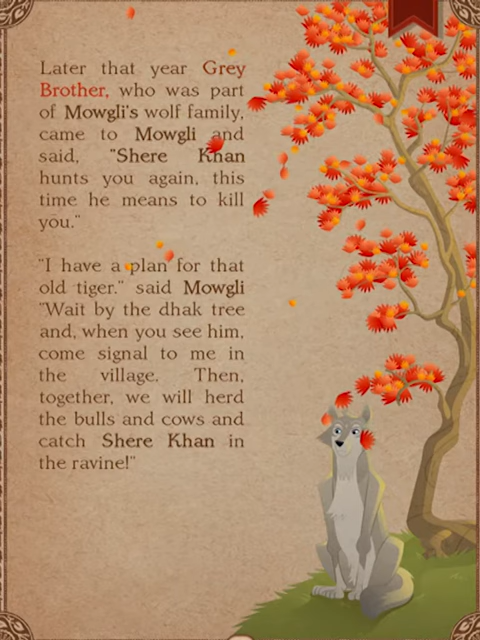 Later that year Grey
Brother, who was part
of Mowgli's wolf family,
came to Mowgli and
said, "Shere Khan
hunts you again, this
time he means to kill
you."
"I have a plan for that
old tiger." said Mowgli
"Wait by the dhak tree
and, when you see him,
come signal to me in
the village. Then,
together, we will herd
the bulls and cows and
catch Shere Khan in
the ravine!"